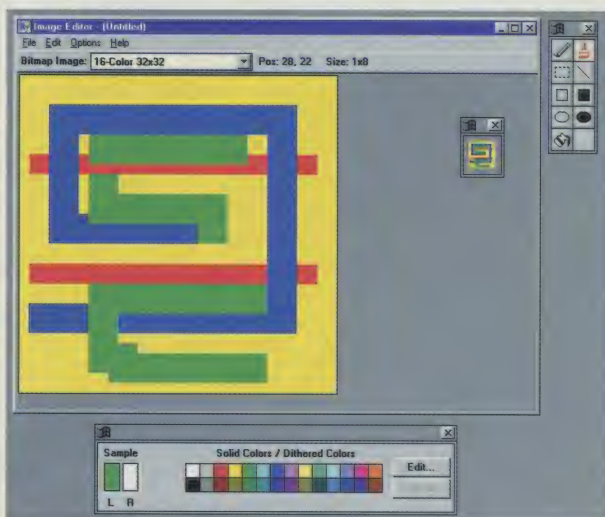 Image Editor - (Untitled)
File Edit Options Help
Bitmap Image: 16-Color 32x32 Pos: 28, 22 Size: 1x8
Sample
Solid Colors / Dithered Colors
Edit...
L R